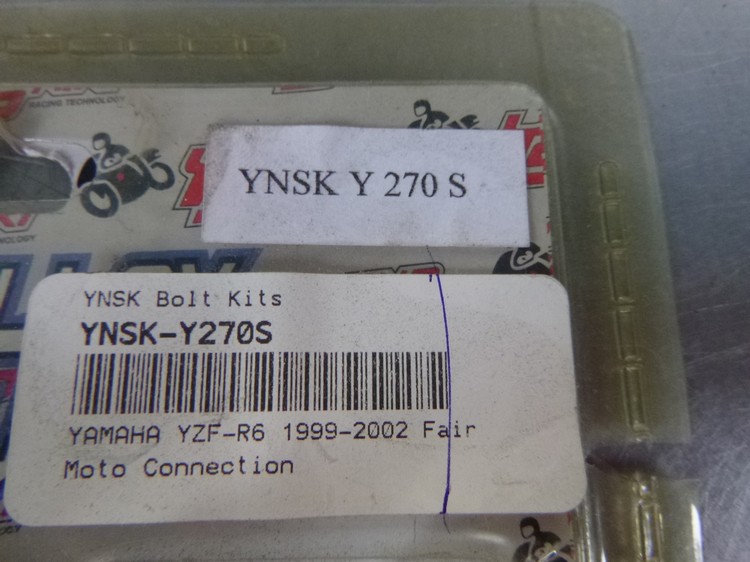 RACING TECHNOLOGY
YNSK Y 270 S
YNSK Bolt Kits
YNSK-Y270S
YAMAHA YZF-R6 1999-2002 Fair
Moto Connection